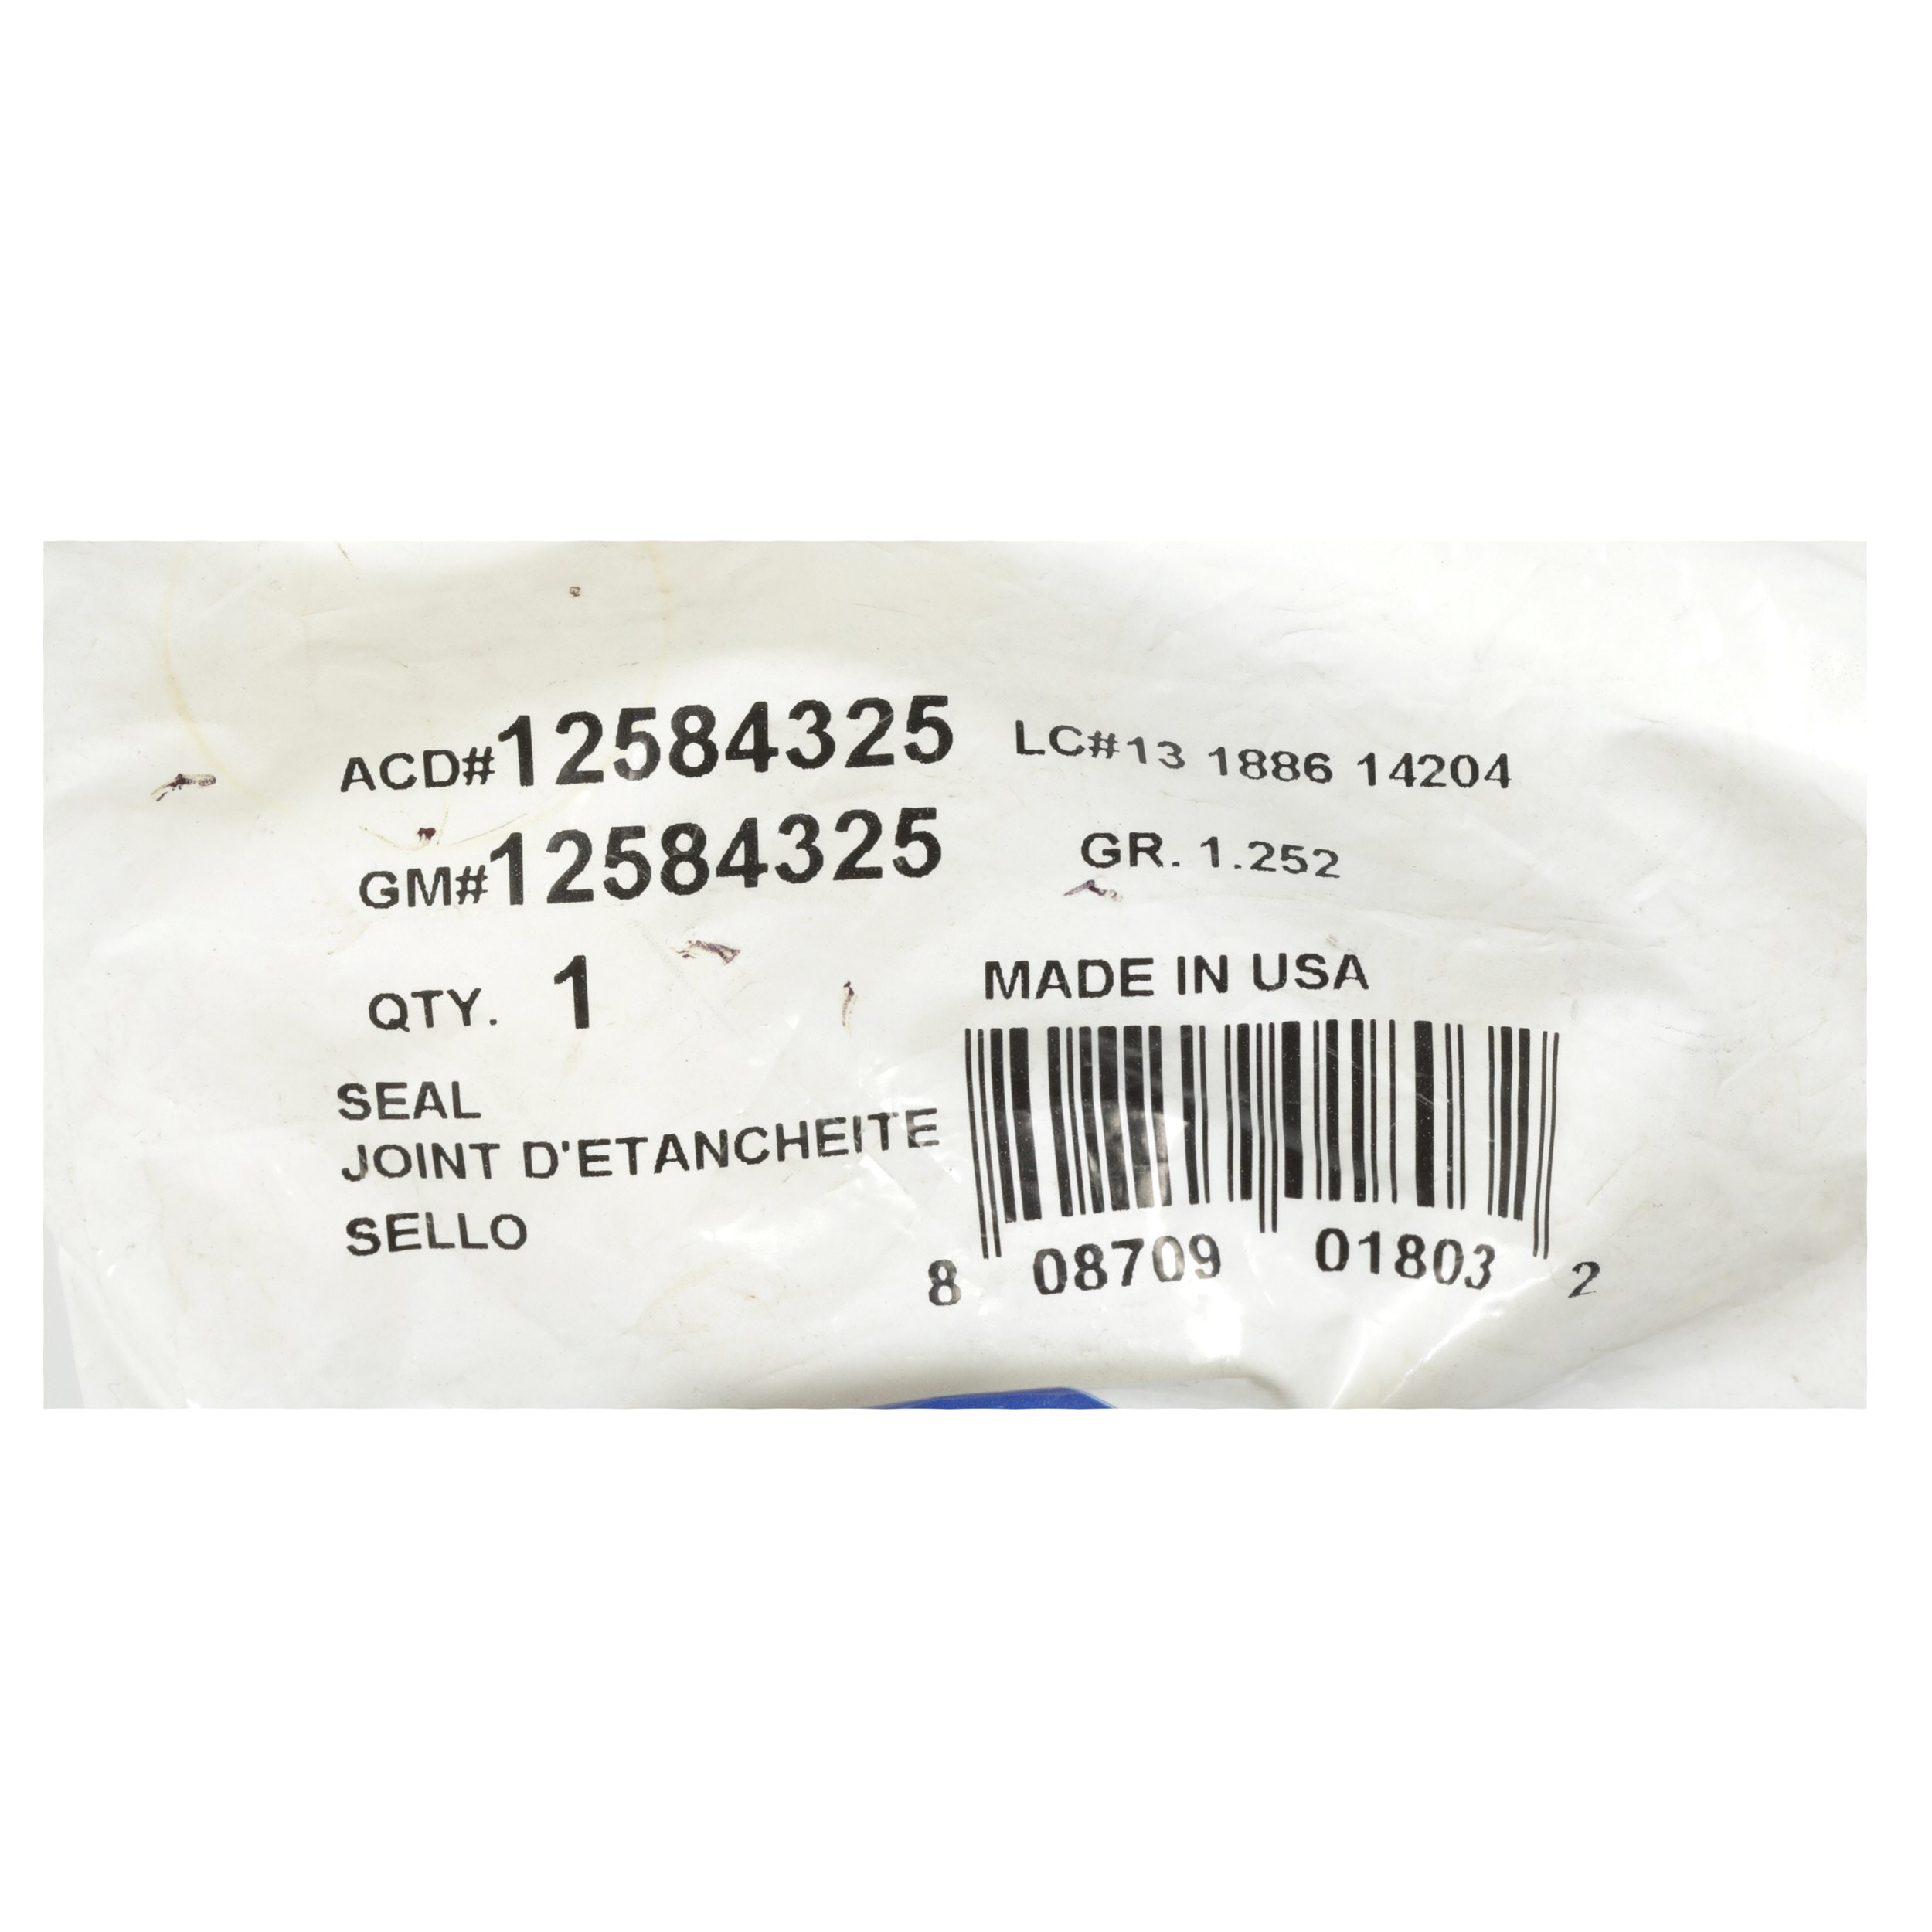 ACD#12584325 LC#13 1886 14204
GM#12584325 GR. 1.252
QTY. 1
MADE IN USA
SEAL
JOINT D'ETANCHEITE
SELLO
8 08709 01803 2